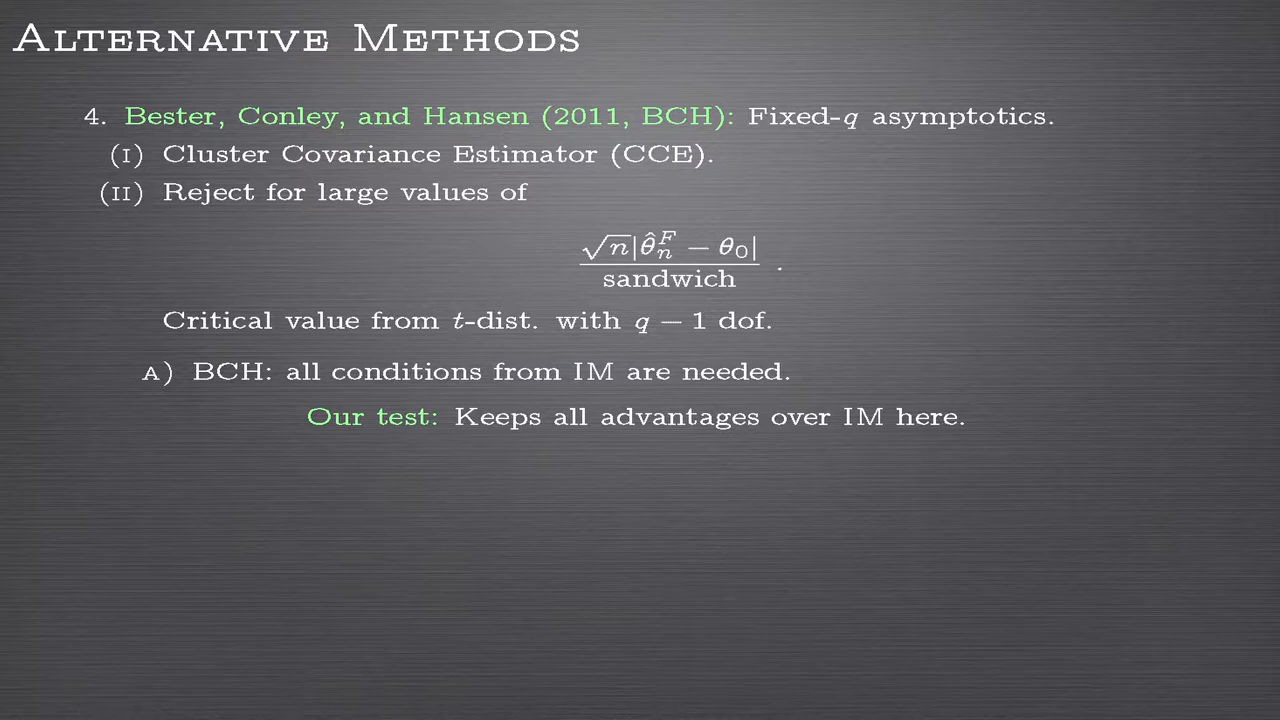 Alternative Methods
4. Bester, Conley, and Hansen (2011, BCH): Fixed-q asymptotics.
(i) Cluster Covariance Estimator (CCE).
(ii) Reject for large values of
√n|θ̂ₙᶠ − θ₀|
sandwich .
Critical value from t-dist. with q − 1 dof.
a) BCH: all conditions from IM are needed.
Our test: Keeps all advantages over IM here.